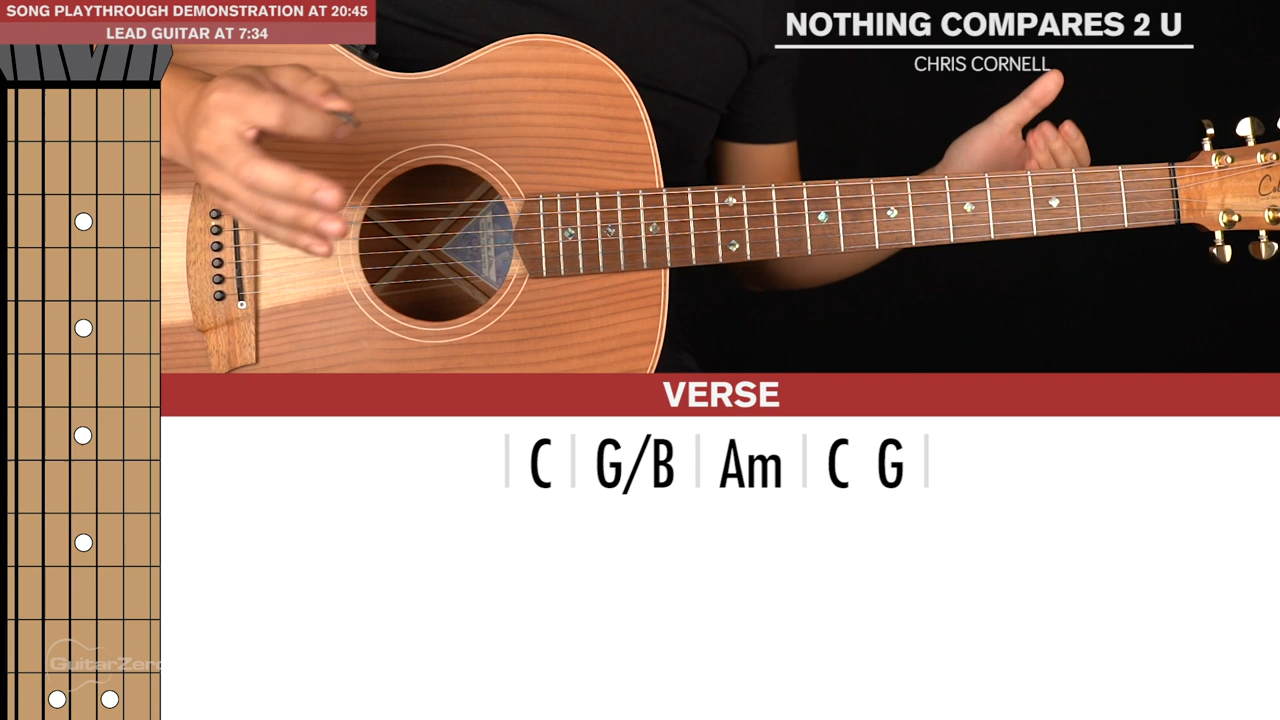 SONG PLAYTHROUGH DEMONSTRATION AT 20:45
LEAD GUITAR AT 7:34
NOTHING COMPARES 2 U
CHRIS CORNELL
VERSE
| C | G/B | Am | C G |